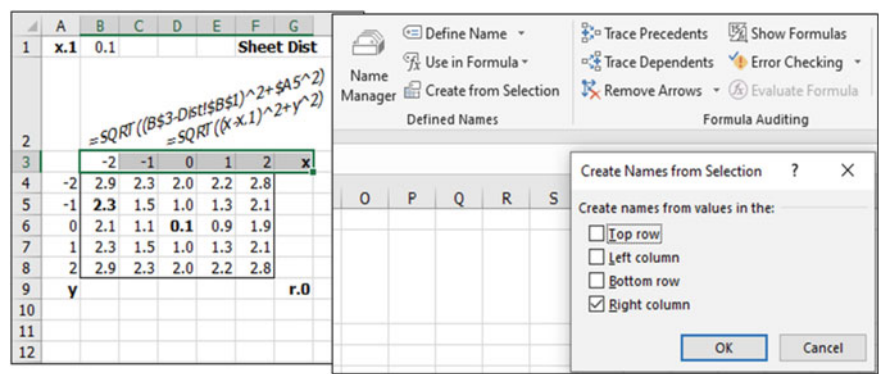 A B C D E F G
1 x.1 0.1 Sheet Dist
=SQRT((B$3-Dist!$B$1)^2+$A5^2)
2 =SQRT((x-x.1)^2+y^2)
3 -2 -1 0 1 2 x
4 -2 2.9 2.3 2.0 2.2 2.8
5 -1 2.3 1.5 1.0 1.3 2.1
6 0 2.1 1.1 0.1 0.9 1.9
7 1 2.3 1.5 1.0 1.3 2.1
8 2 2.9 2.3 2.0 2.2 2.8
9 y r.0
10
11
12
Name
Manager
Define Name
Use in Formula
Create from Selection
Defined Names
Trace Precedents
Trace Dependents
Remove Arrows
Show Formulas
Error Checking
Evaluate Formula
Formula Auditing
O P Q R S
Create Names from Selection ? ×
Create names from values in the:
Top row
Left column
Bottom row
Right column
OK Cancel